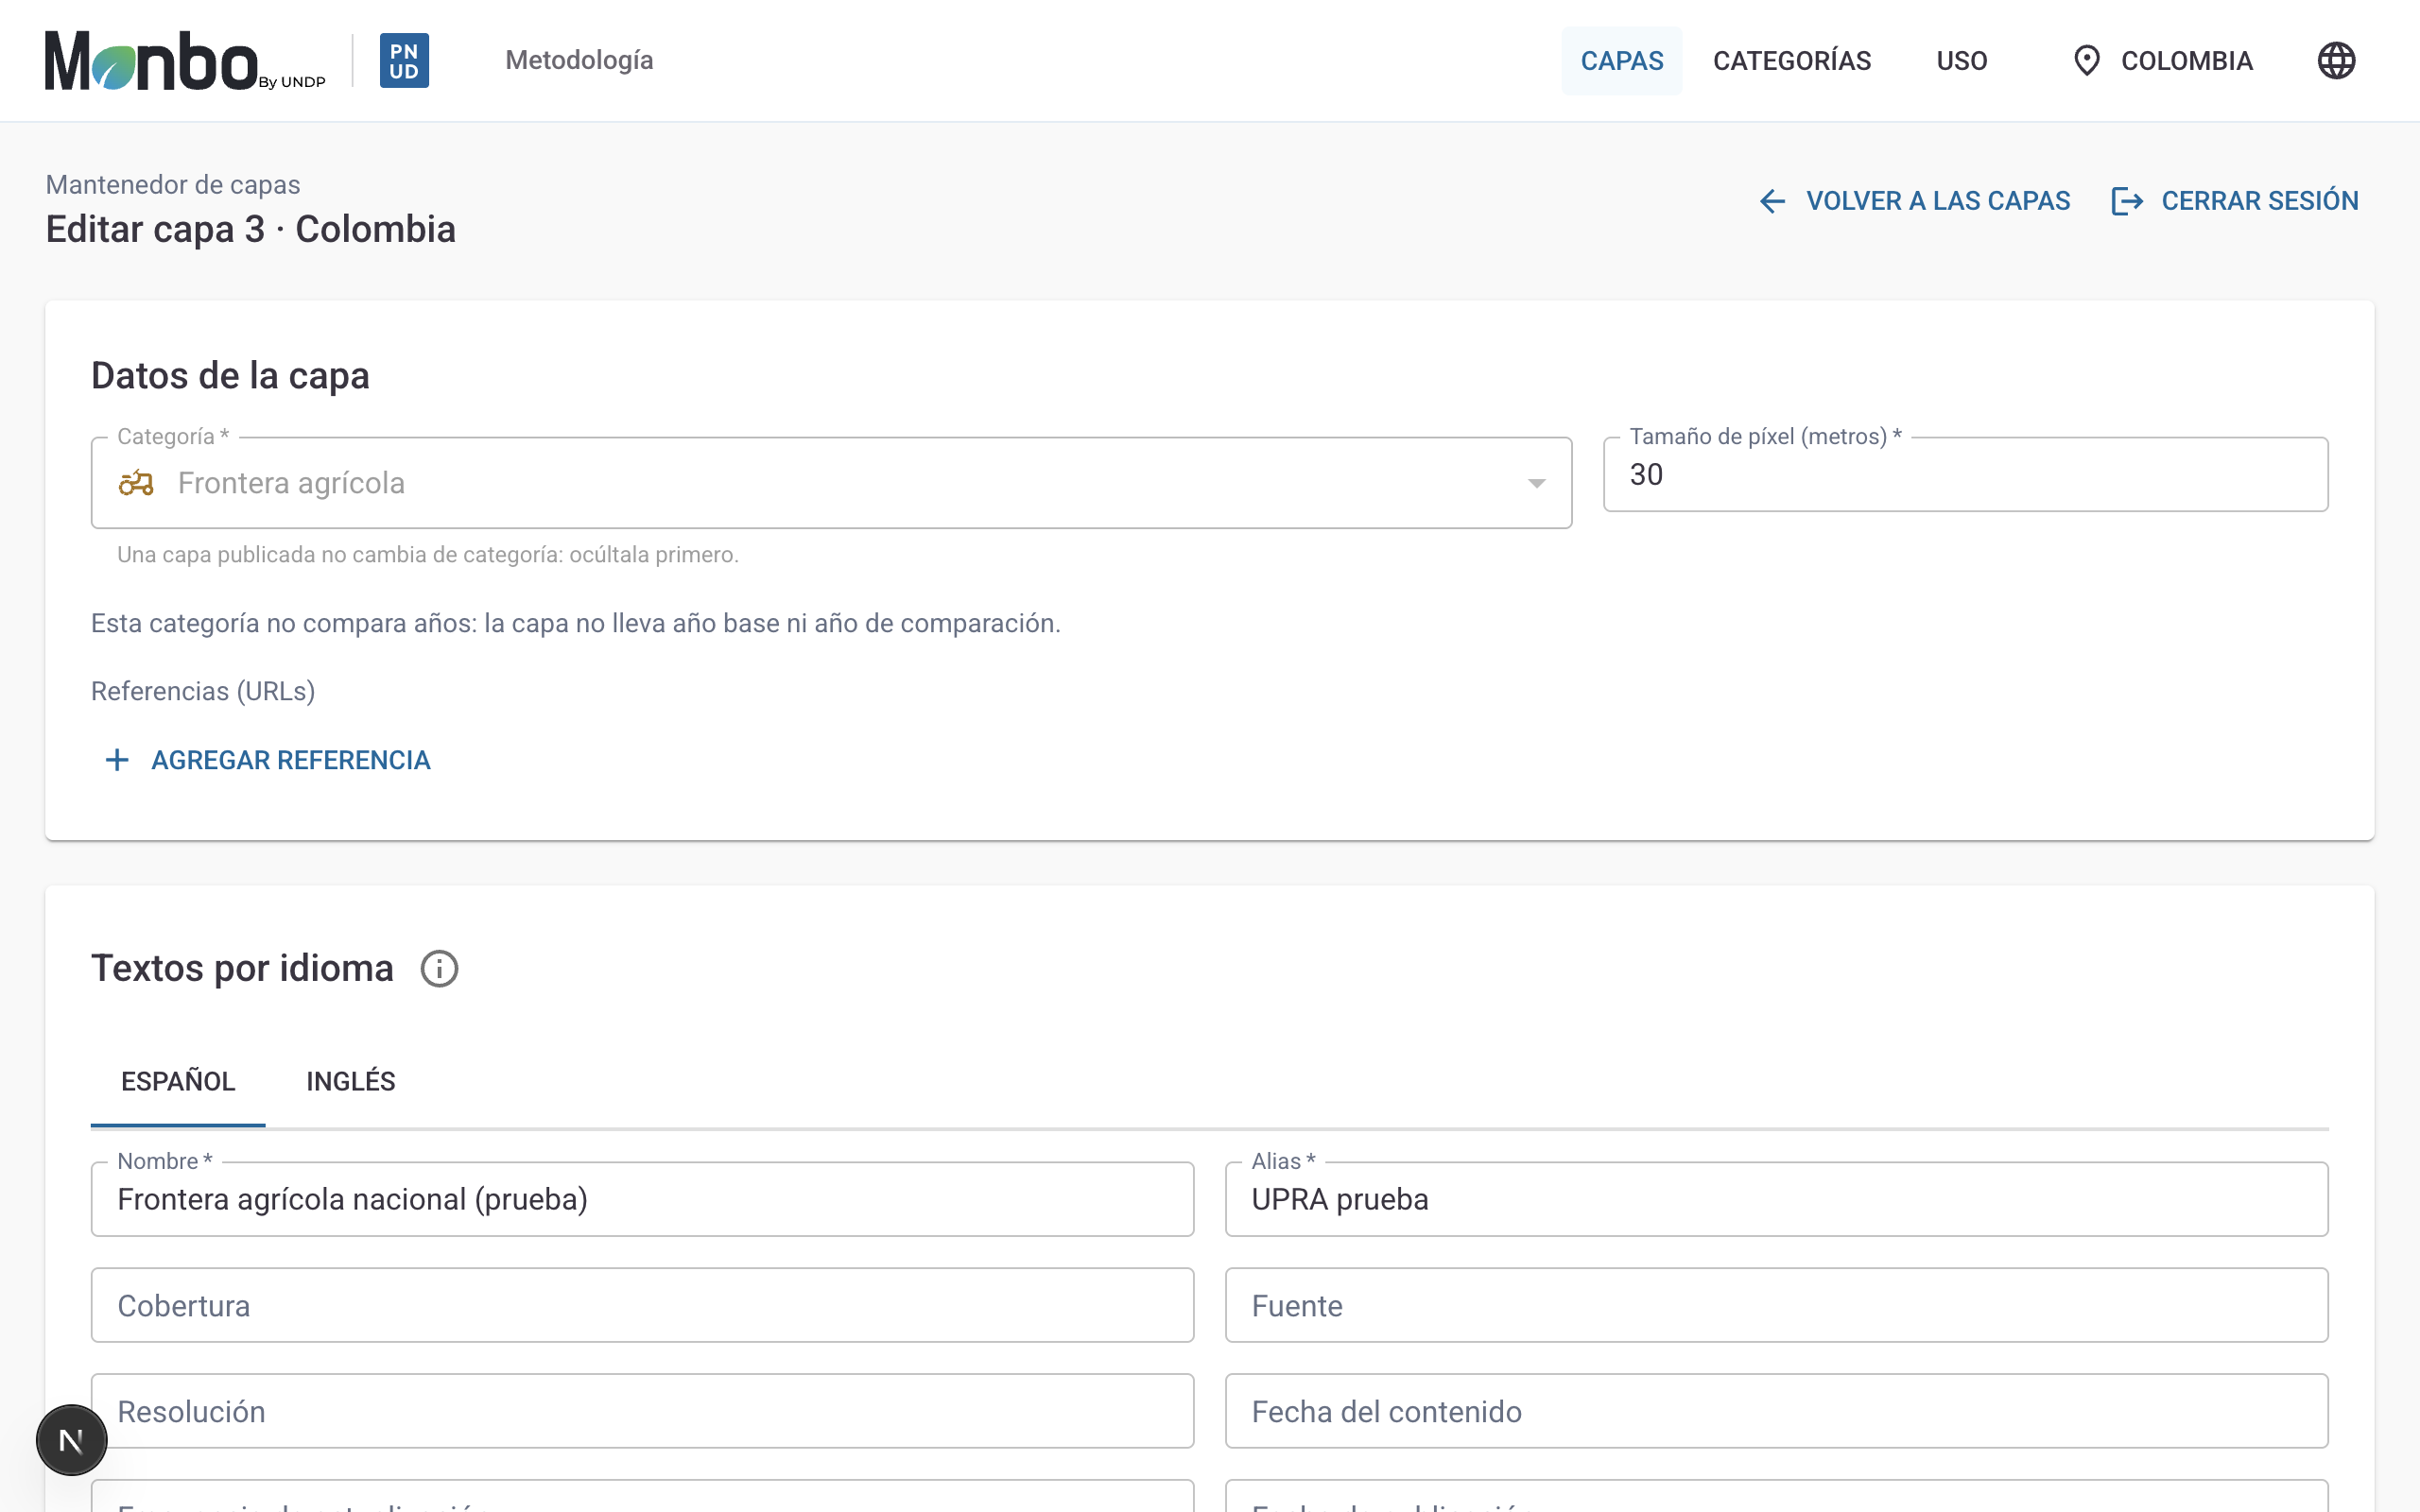 Monbo By UNDP
PN
UD
Metodología
CAPAS
CATEGORÍAS
USO
COLOMBIA
Mantenedor de capas
Editar capa 3 · Colombia
VOLVER A LAS CAPAS
CERRAR SESIÓN
Datos de la capa
Categoría *
Frontera agrícola
Tamaño de píxel (metros) *
30
Una capa publicada no cambia de categoría: ocúltala primero.
Esta categoría no compara años: la capa no lleva año base ni año de comparación.
Referencias (URLs)
+ AGREGAR REFERENCIA
Textos por idioma
ESPAÑOL
INGLÉS
Nombre *
Frontera agrícola nacional (prueba)
Alias *
UPRA prueba
Cobertura
Fuente
Resolución
Fecha del contenido
N